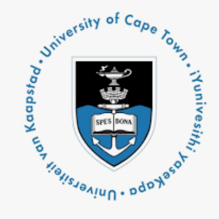 University of Cape Town • iYunivesithi yaseKapa • Universiteit van Kaapstad •
SPES BONA